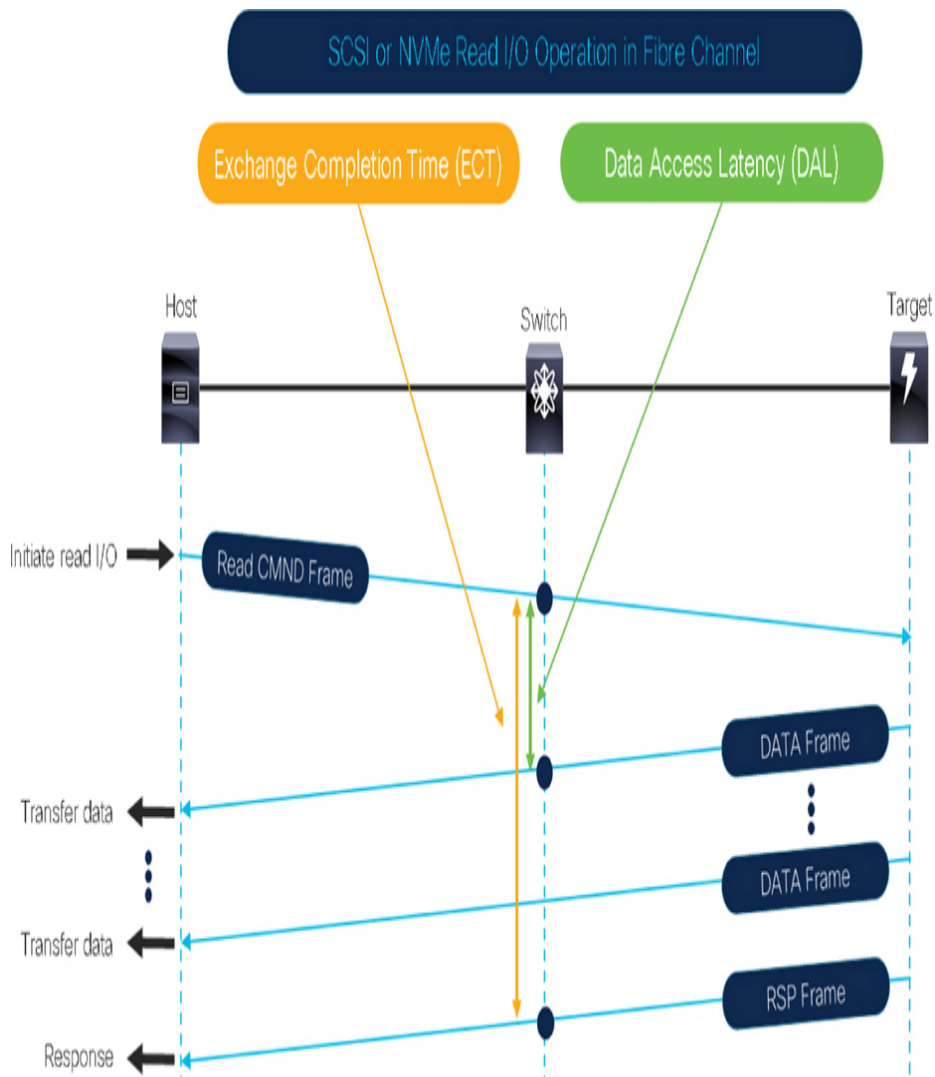 SCSI or NVMe Read I/O Operation in Fibre Channel
Exchange Completion Time (ECT)
Data Access Latency (DAL)
Host
Switch
Target
Initiate read I/O
Read CMND Frame
DATA Frame
Transfer data
DATA Frame
Transfer data
RSP Frame
Response